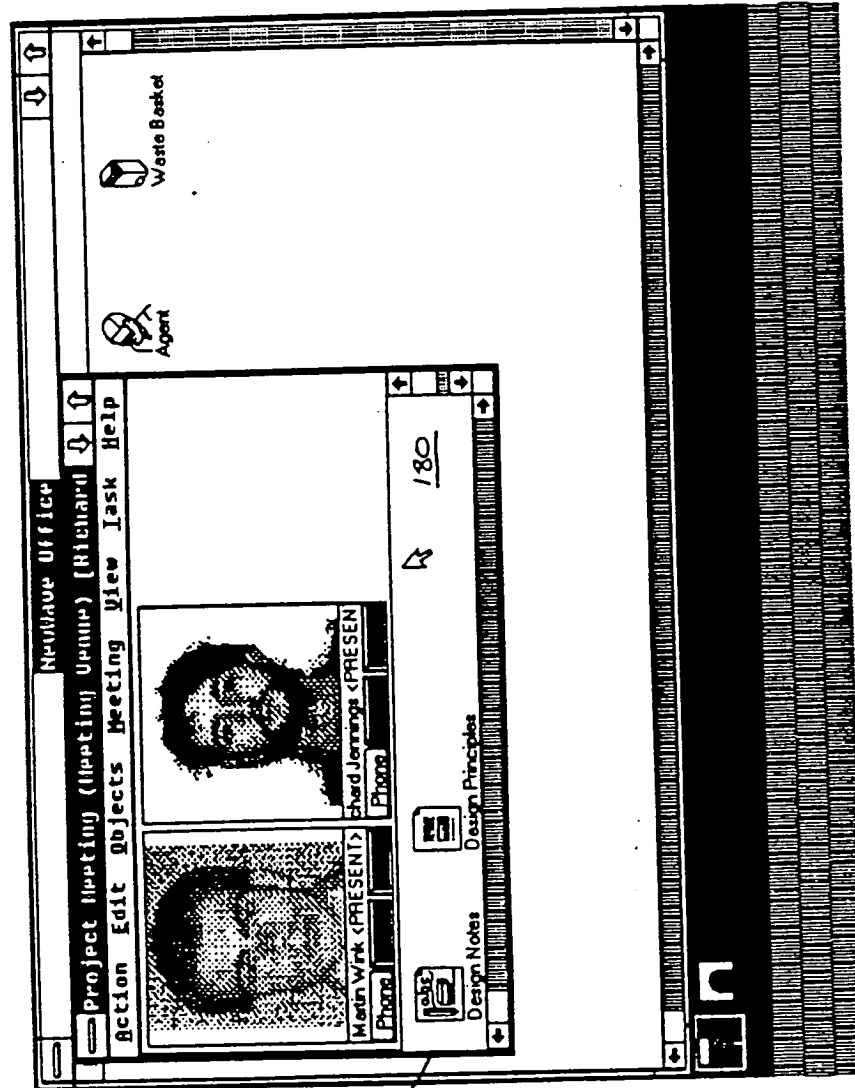 NewWave Office
Project Meeting (Meeting Venue) [Richard
Action Edit Objects Meeting View Task Help
Martin Wink <PRESENT>
chard Jennings <PRESEN
Phone
Phone
Design Notes
Design Principles
180
Agent
Waste Basket